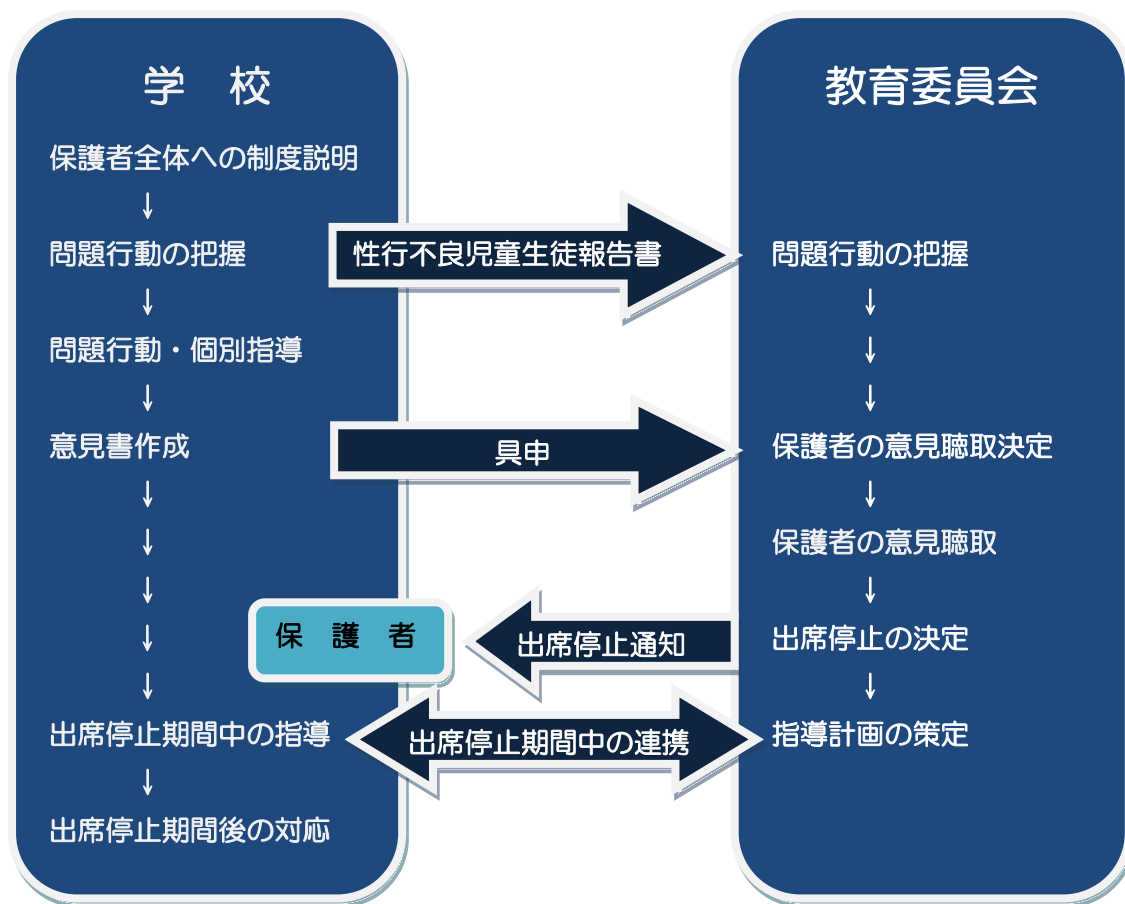 学　校
保護者全体への制度説明
↓
問題行動の把握
↓
問題行動・個別指導
↓
意見書作成
↓
↓
↓
↓
↓
出席停止期間中の指導
↓
出席停止期間後の対応
性行不良児童生徒報告書
具申
保　護　者
出席停止通知
出席停止期間中の連携
教育委員会
問題行動の把握
↓
↓
↓
保護者の意見聴取決定
↓
保護者の意見聴取
↓
出席停止の決定
↓
指導計画の策定